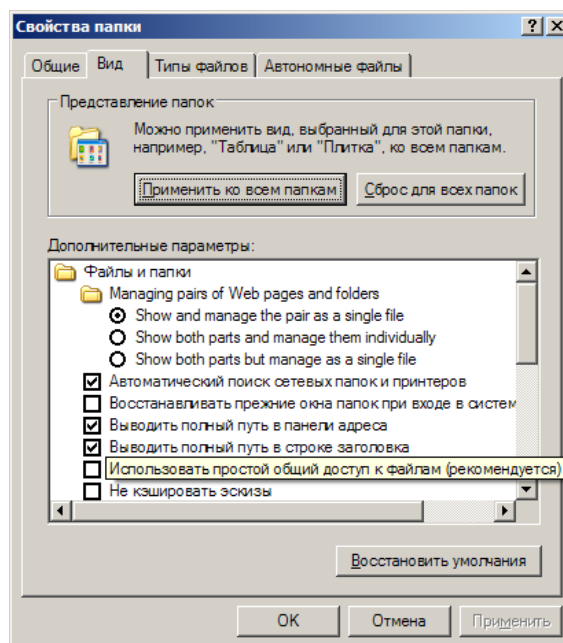 Свойства папки
Общие Вид Типы файлов Автономные файлы
Представление папок
Можно применить вид, выбранный для этой папки,
например, "Таблица" или "Плитка", ко всем папкам.
Применить ко всем папкам Сброс для всех папок
Дополнительные параметры:
Файлы и папки
Managing pairs of Web pages and folders
Show and manage the pair as a single file
Show both parts and manage them individually
Show both parts but manage as a single file
Автоматический поиск сетевых папок и принтеров
Восстанавливать прежние окна папок при входе в систем
Выводить полный путь в панели адреса
Выводить полный путь в строке заголовка
Использовать простой общий доступ к файлам (рекомендуется)
Не кэшировать эскизы
Восстановить умолчания
OK Отмена Применить